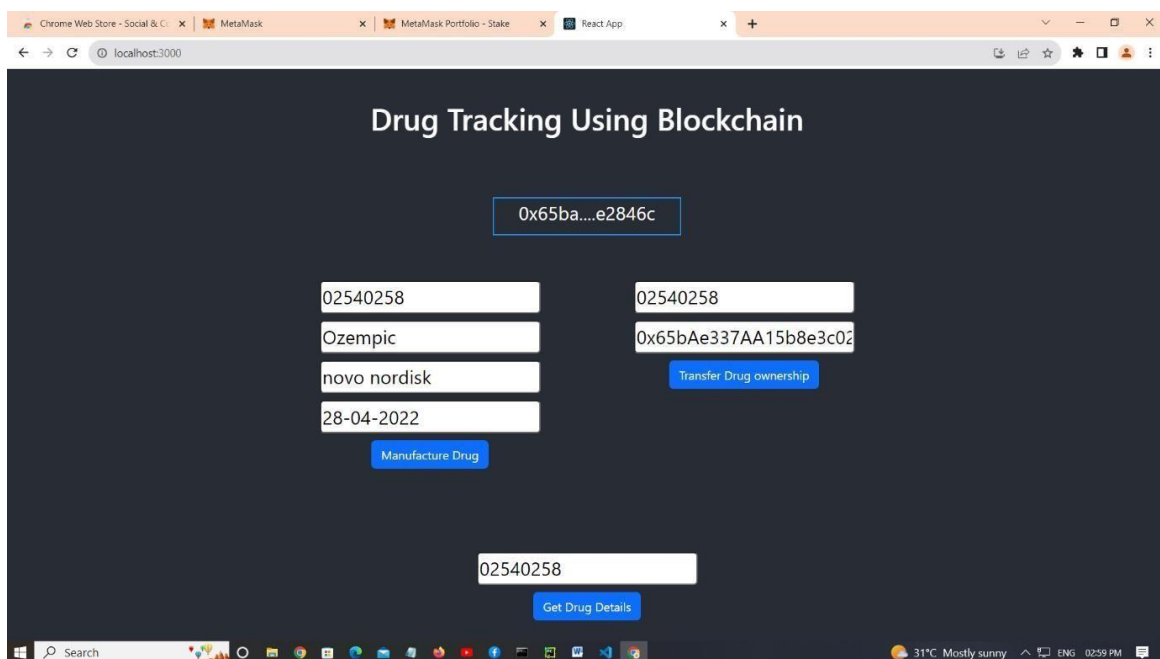 Chrome Web Store - Social & C
MetaMask
MetaMask Portfolio - Stake
React App
localhost:3000
Drug Tracking Using Blockchain
0x65ba....e2846c
02540258
Ozempic
novo nordisk
28-04-2022
Manufacture Drug
02540258
0x65bAe337AA15b8e3c02
Transfer Drug ownership
02540258
Get Drug Details
Search
31°C Mostly sunny
ENG
02:59 PM